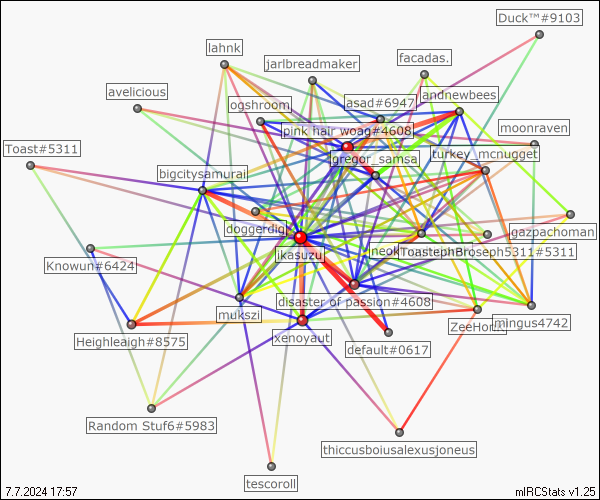 Duck™#9103
lahnk
jarlbreadmaker
facadas.
avelicious
andnewbees
ogshroom
asad#6947
pink hair woag#4608
moonraven
Toast#5311
gregor_samsa
turkey_mcnugget
bigcitysamurai
doggerdig
gazpachoman
ikasuzu
ToastephBroseph5311#5311
Knowun#6424
disaster of passion#4608
mukszi
ZeeHor
mingus4742
Heighleaigh#8575
xenoyaut
default#0617
Random Stuf6#5983
thiccusboiusalexusjoneus
tescoroll
7.7.2024 17:57
mIRCStats v1.25